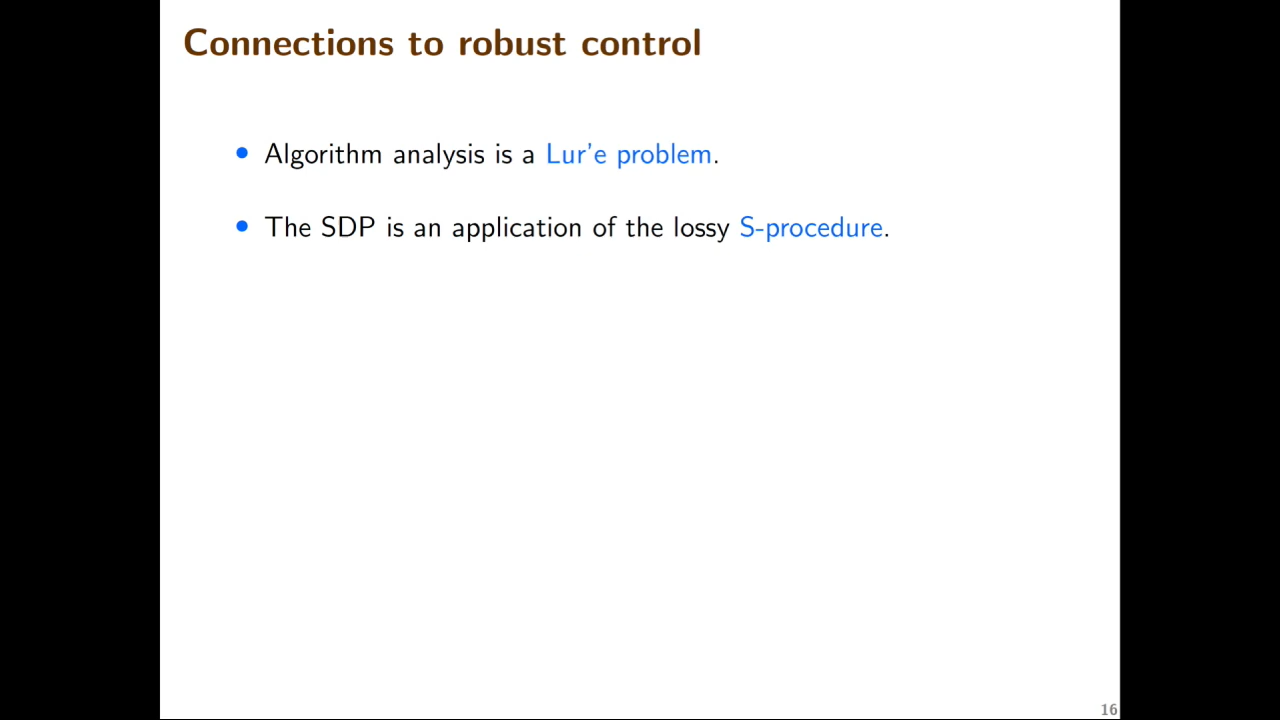 Connections to robust control
• Algorithm analysis is a Lur'e problem.
• The SDP is an application of the lossy S-procedure.
16